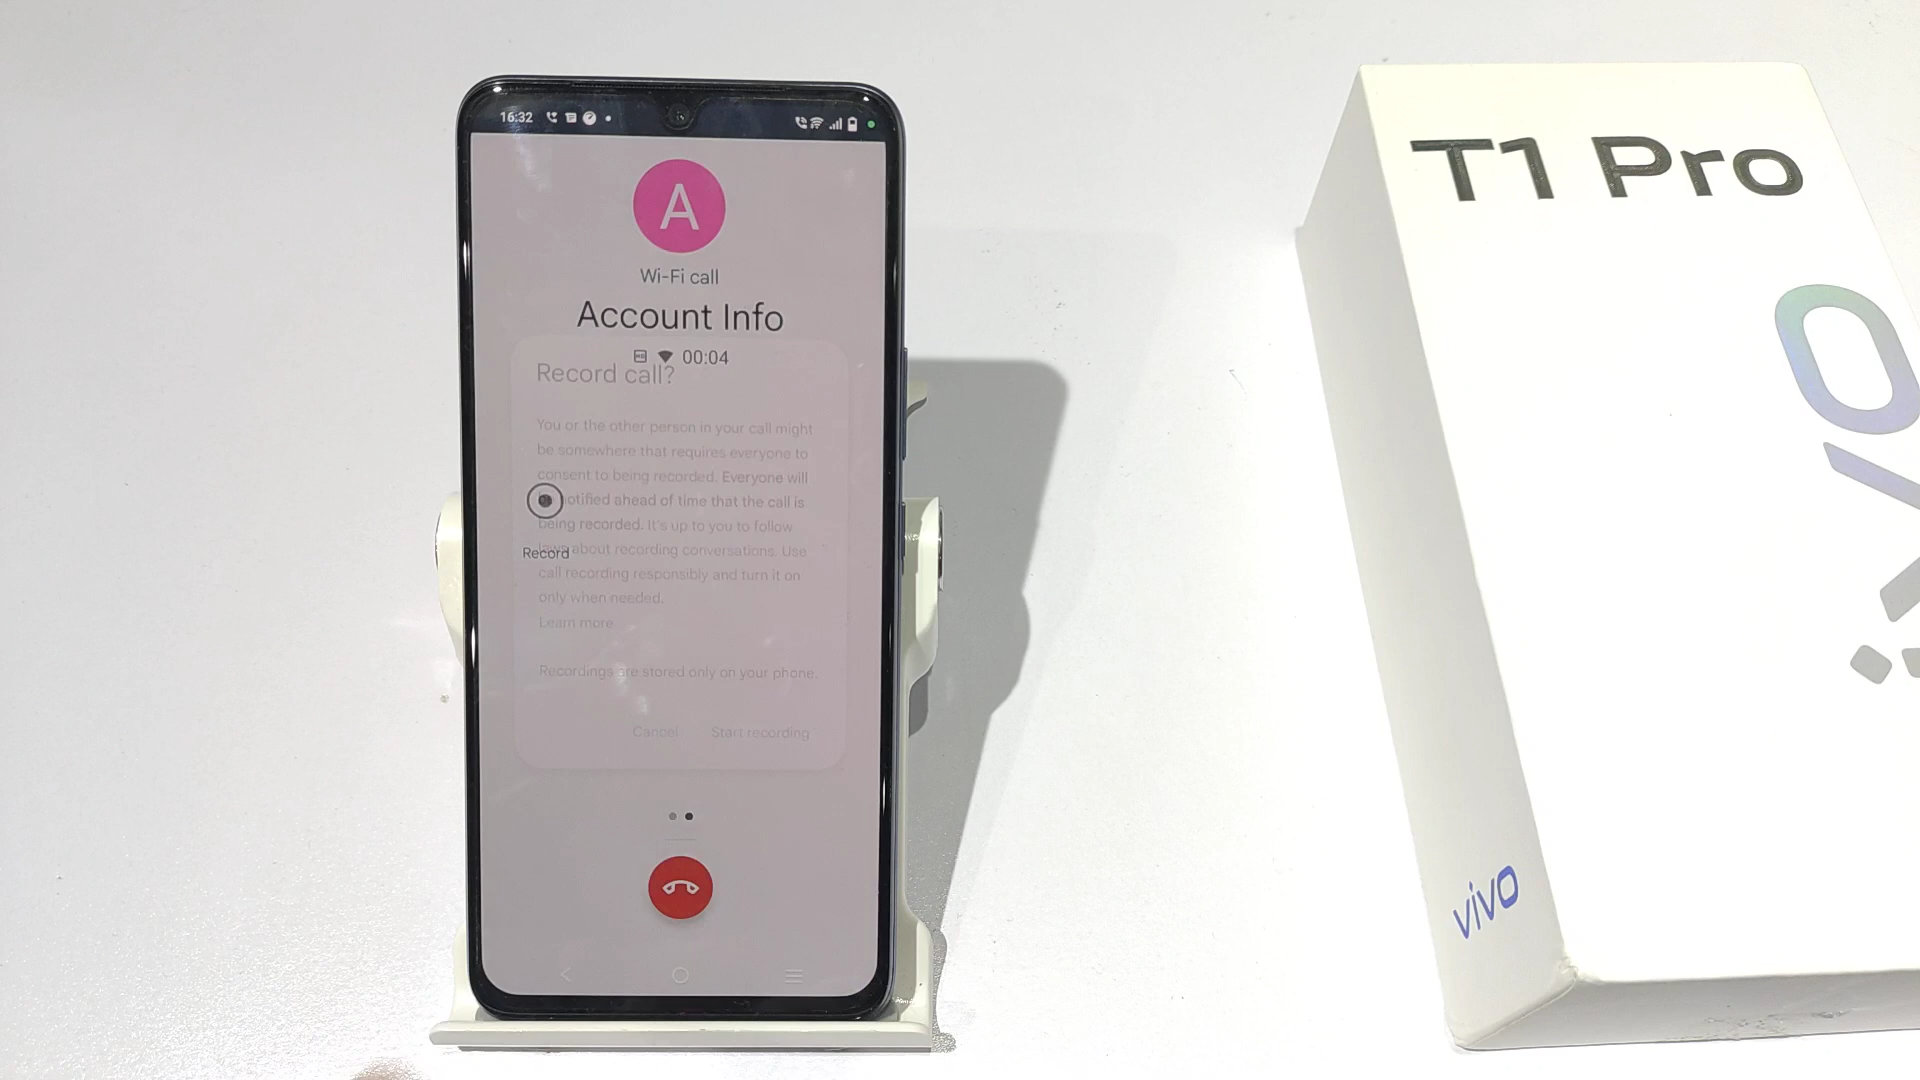 16:32
A
Wi-Fi call
Account Info
HD 00:04
Record call?
You or the other person in your call might
be somewhere that requires everyone to
consent to being recorded. Everyone will
notified ahead of time that the call is
being recorded. It's up to you to follow
laws about recording conversations. Use
Record
call recording responsibly and turn it on
only when needed.
Learn more
Recordings are stored only on your phone.
Cancel Start recording
T1 Pro
vivo
vivo